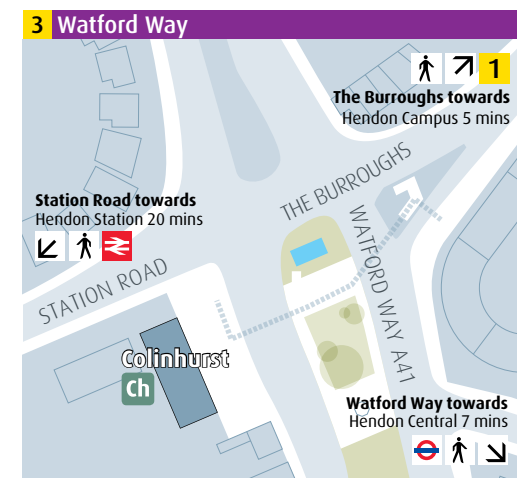 3 Watford Way
1
The Burroughs towards
Hendon Campus 5 mins
THE BURROUGHS
Station Road towards
Hendon Station 20 mins
WATFORD WAY A41
STATION ROAD
Colinhurst
Ch
Watford Way towards
Hendon Central 7 mins